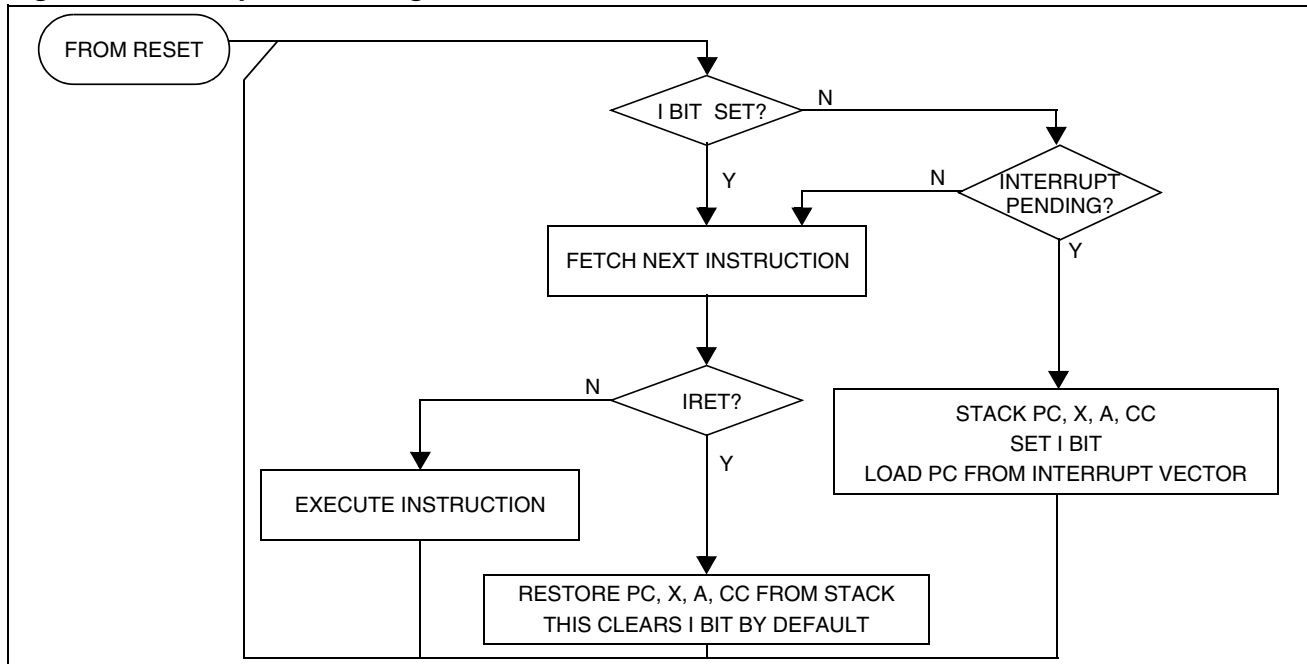 FROM RESET
I BIT SET?
N
Y
N
INTERRUPT
PENDING?
Y
FETCH NEXT INSTRUCTION
N
IRET?
Y
STACK PC, X, A, CC
SET I BIT
LOAD PC FROM INTERRUPT VECTOR
EXECUTE INSTRUCTION
RESTORE PC, X, A, CC FROM STACK
THIS CLEARS I BIT BY DEFAULT